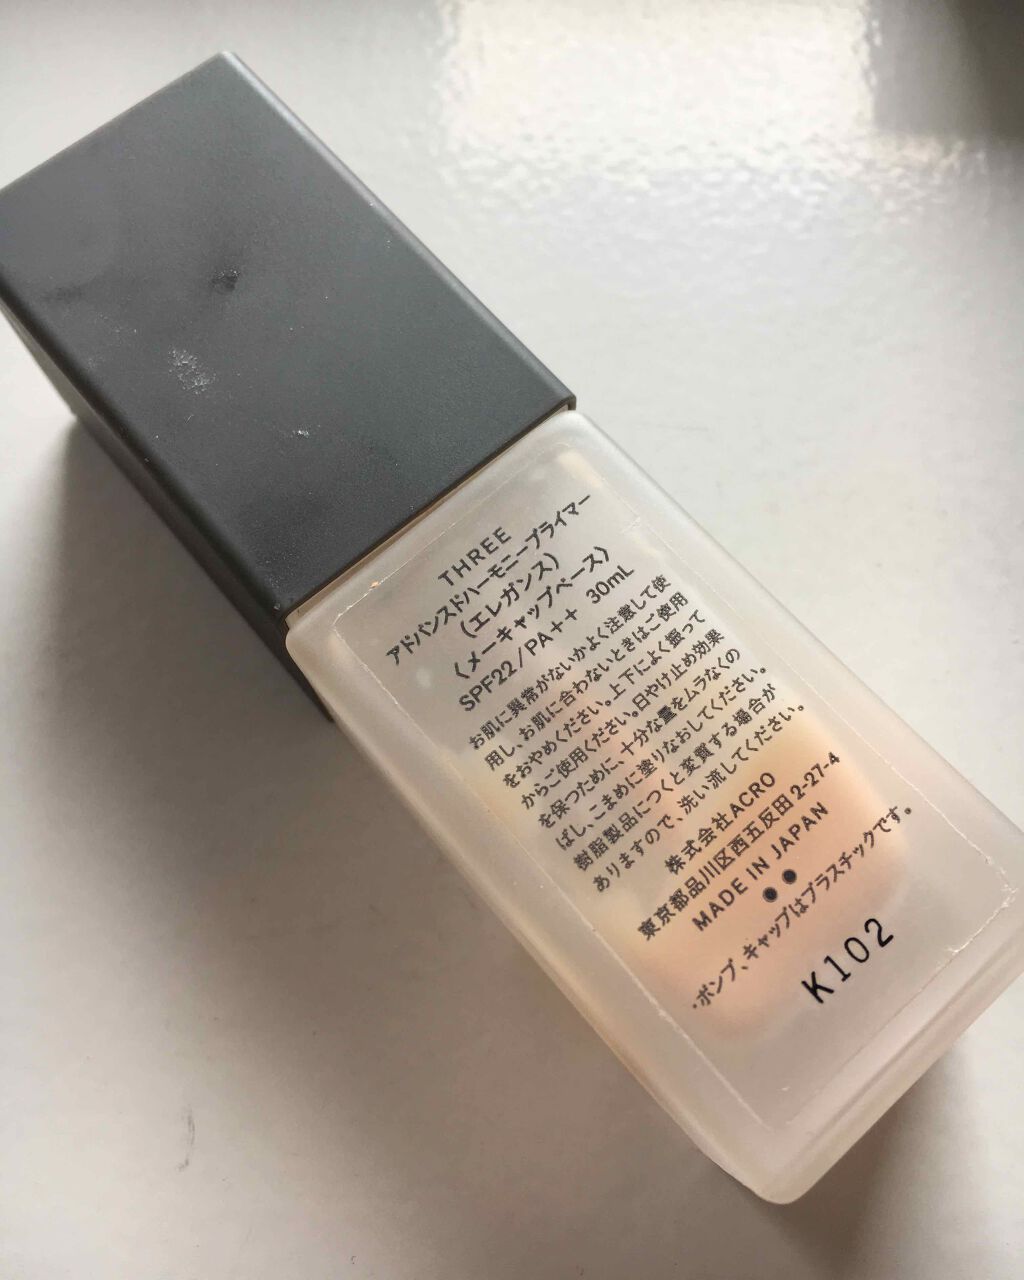 THREE
アドバンスドハーモニープライマー
(エレガンス)
〈メーキャップベース〉
SPF22/PA++ 30mL
お肌に異常がないかよく注意して使
用し、お肌に合わないときはご使用
をおやめください。上下によく振って
からご使用ください。日やけ止め効果
を保つために、十分な量をムラなくの
ばし、こまめに塗りなおしてください。
樹脂製品につくと変質する場合が
ありますので、洗い流してください。
株式会社ACRO
東京都品川区西五反田 2-27-4
MADE IN JAPAN
●●
・ポンプ、キャップはプラスチックです。
K102